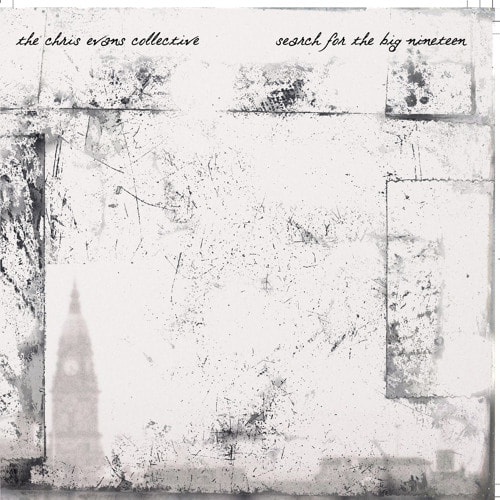 the chris evans collective
search for the big nineteen